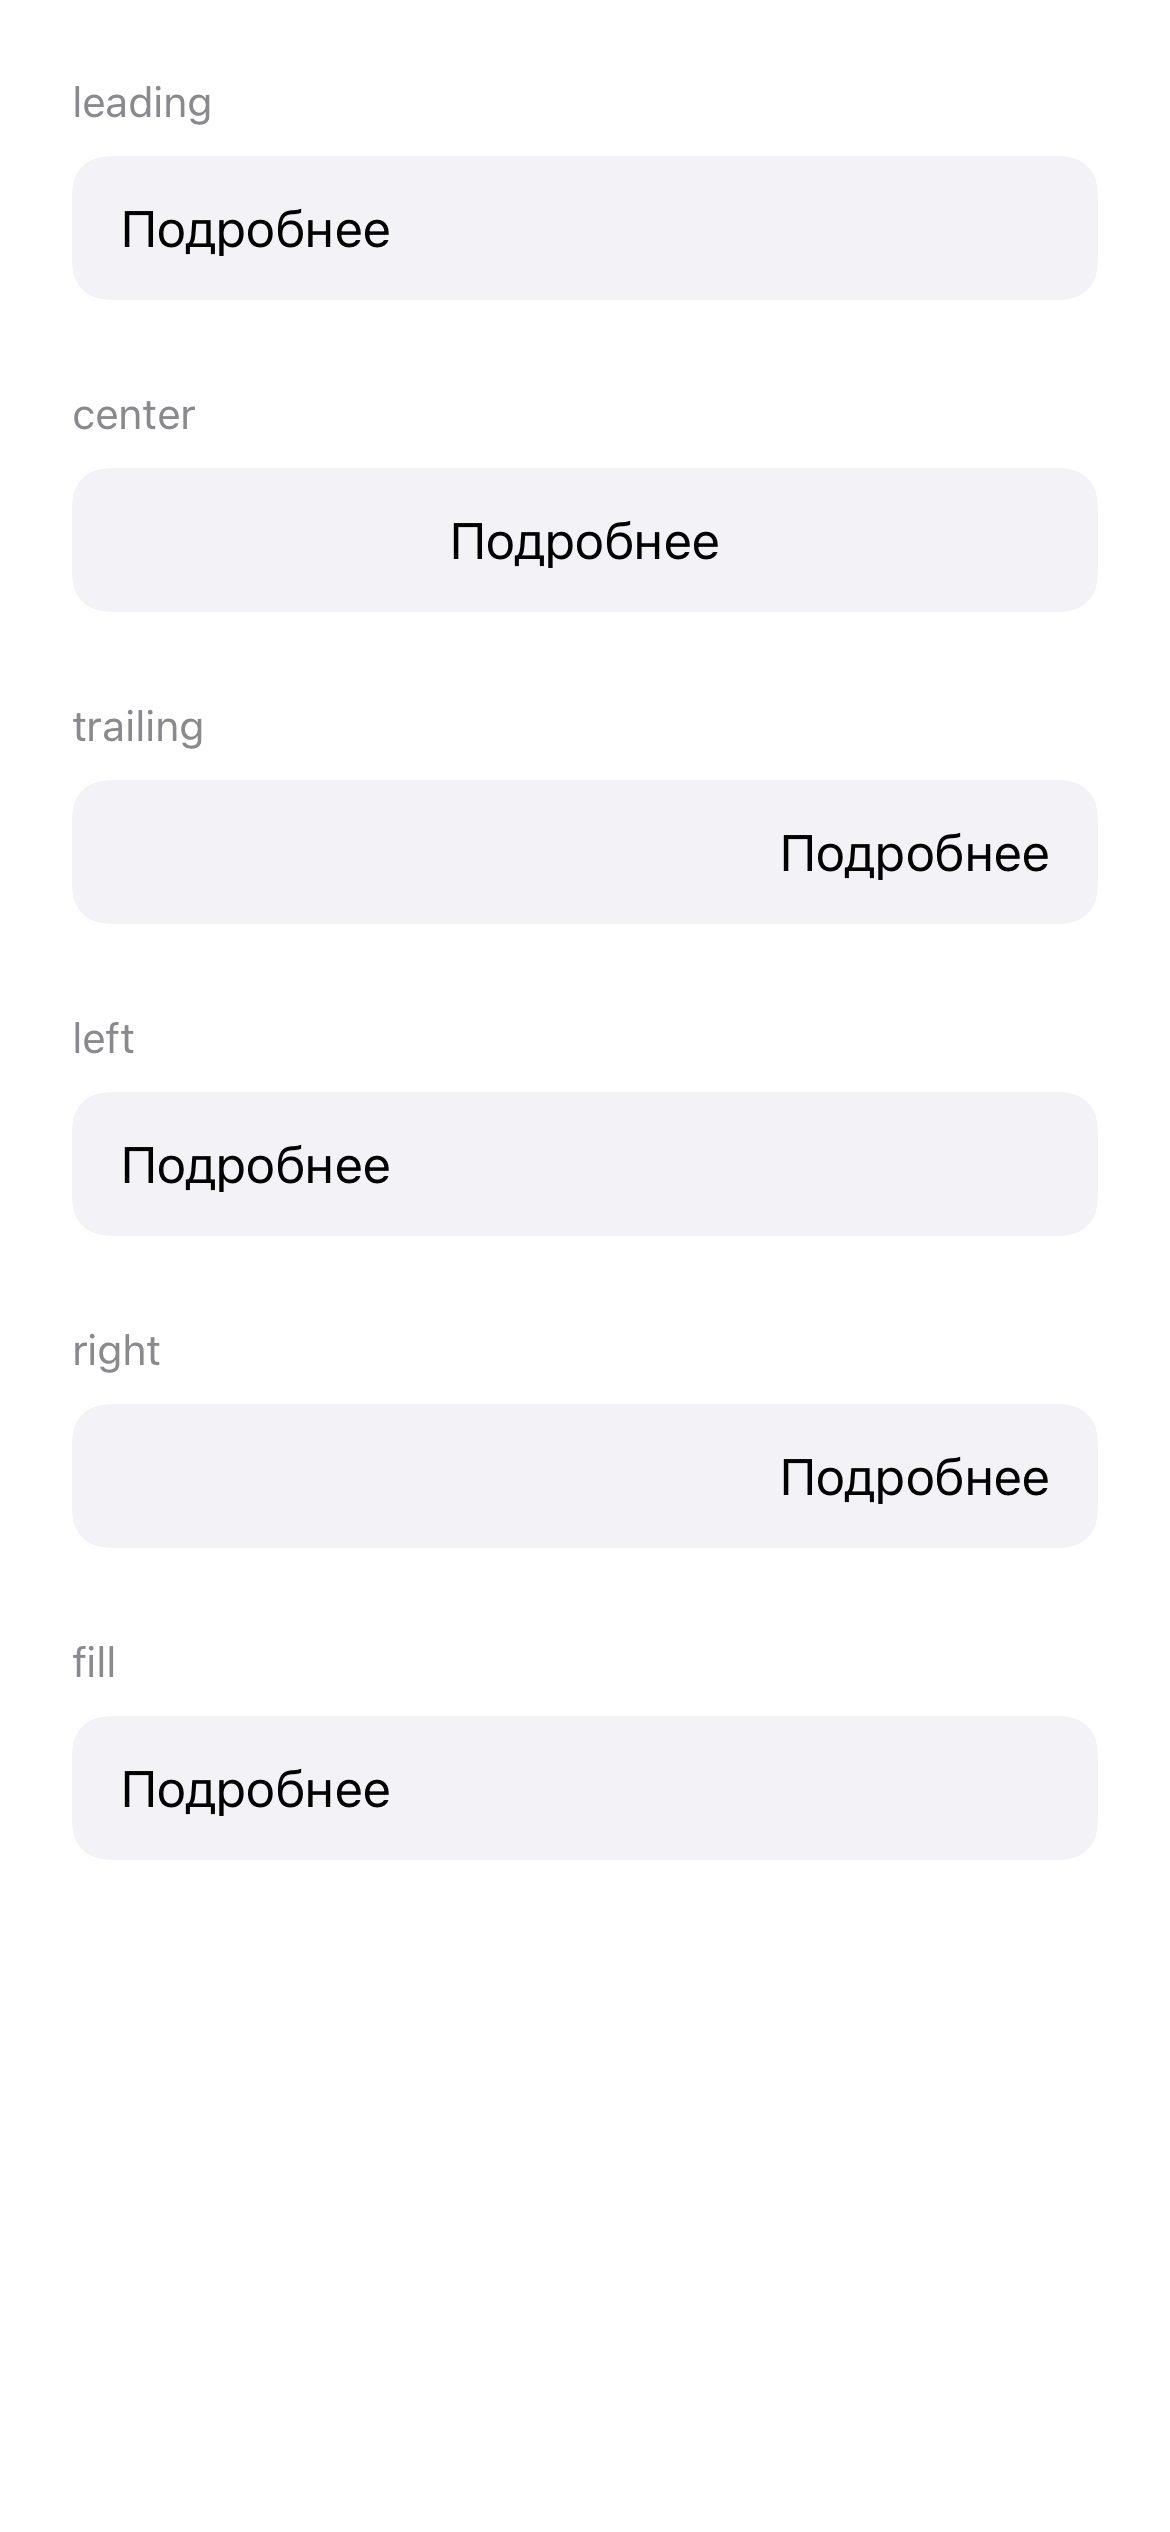 leading
Подробнее
center
Подробнее
trailing
Подробнее
left
Подробнее
right
Подробнее
fill
Подробнее